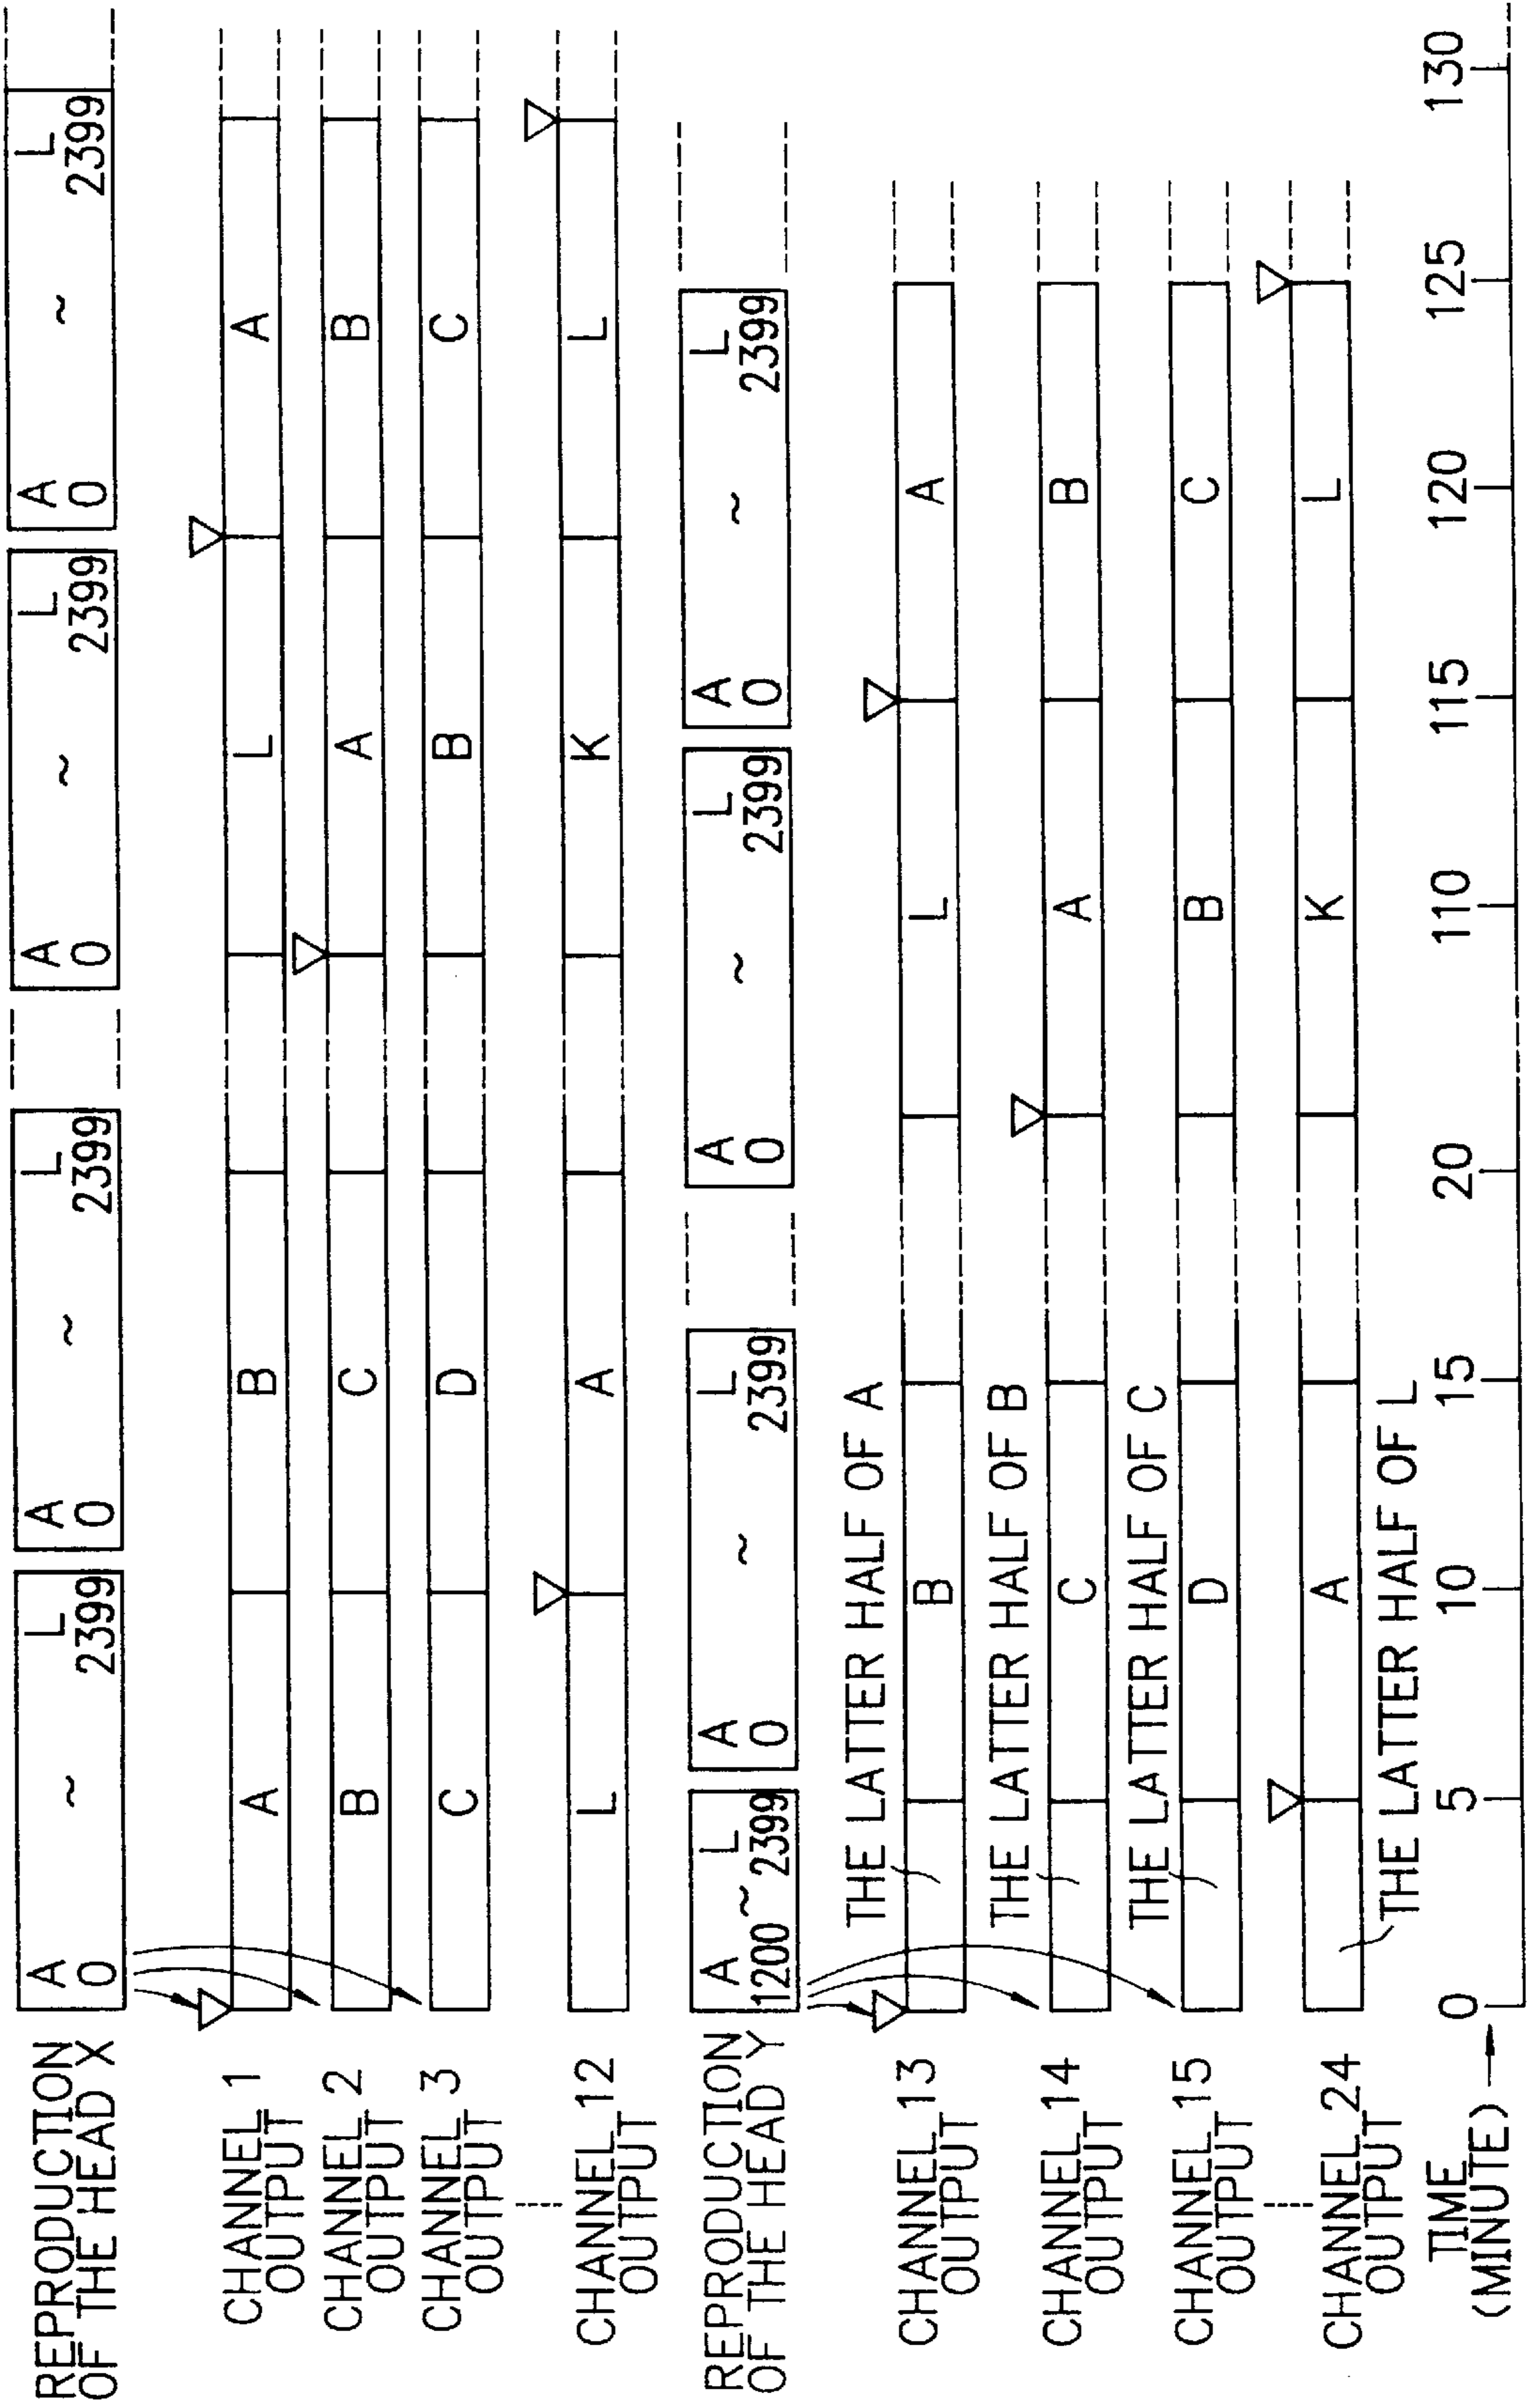 REPRODUCTION
OF THE HEAD X
A ~ L
0 2399
A ~ L
0 2399
A ~ L
0 2399
A ~ L
0 2399
CHANNEL 1
OUTPUT
A B L A
CHANNEL 2
OUTPUT
B C A B
CHANNEL 3
OUTPUT
C D B C
CHANNEL 12
OUTPUT
L A K L
REPRODUCTION
OF THE HEAD Y
A L
1200 ~ 2399
A ~ L
0 2399
A ~ L
0 2399
A ~ L
0 2399
THE LATTER HALF OF A
CHANNEL 13
OUTPUT
B L A
THE LATTER HALF OF B
CHANNEL 14
OUTPUT
C A B
THE LATTER HALF OF C
CHANNEL 15
OUTPUT
D B C
CHANNEL 24
OUTPUT
A K L
THE LATTER HALF OF L
TIME
(MINUTE)
0 5 10 15 20 110 115 120 125 130